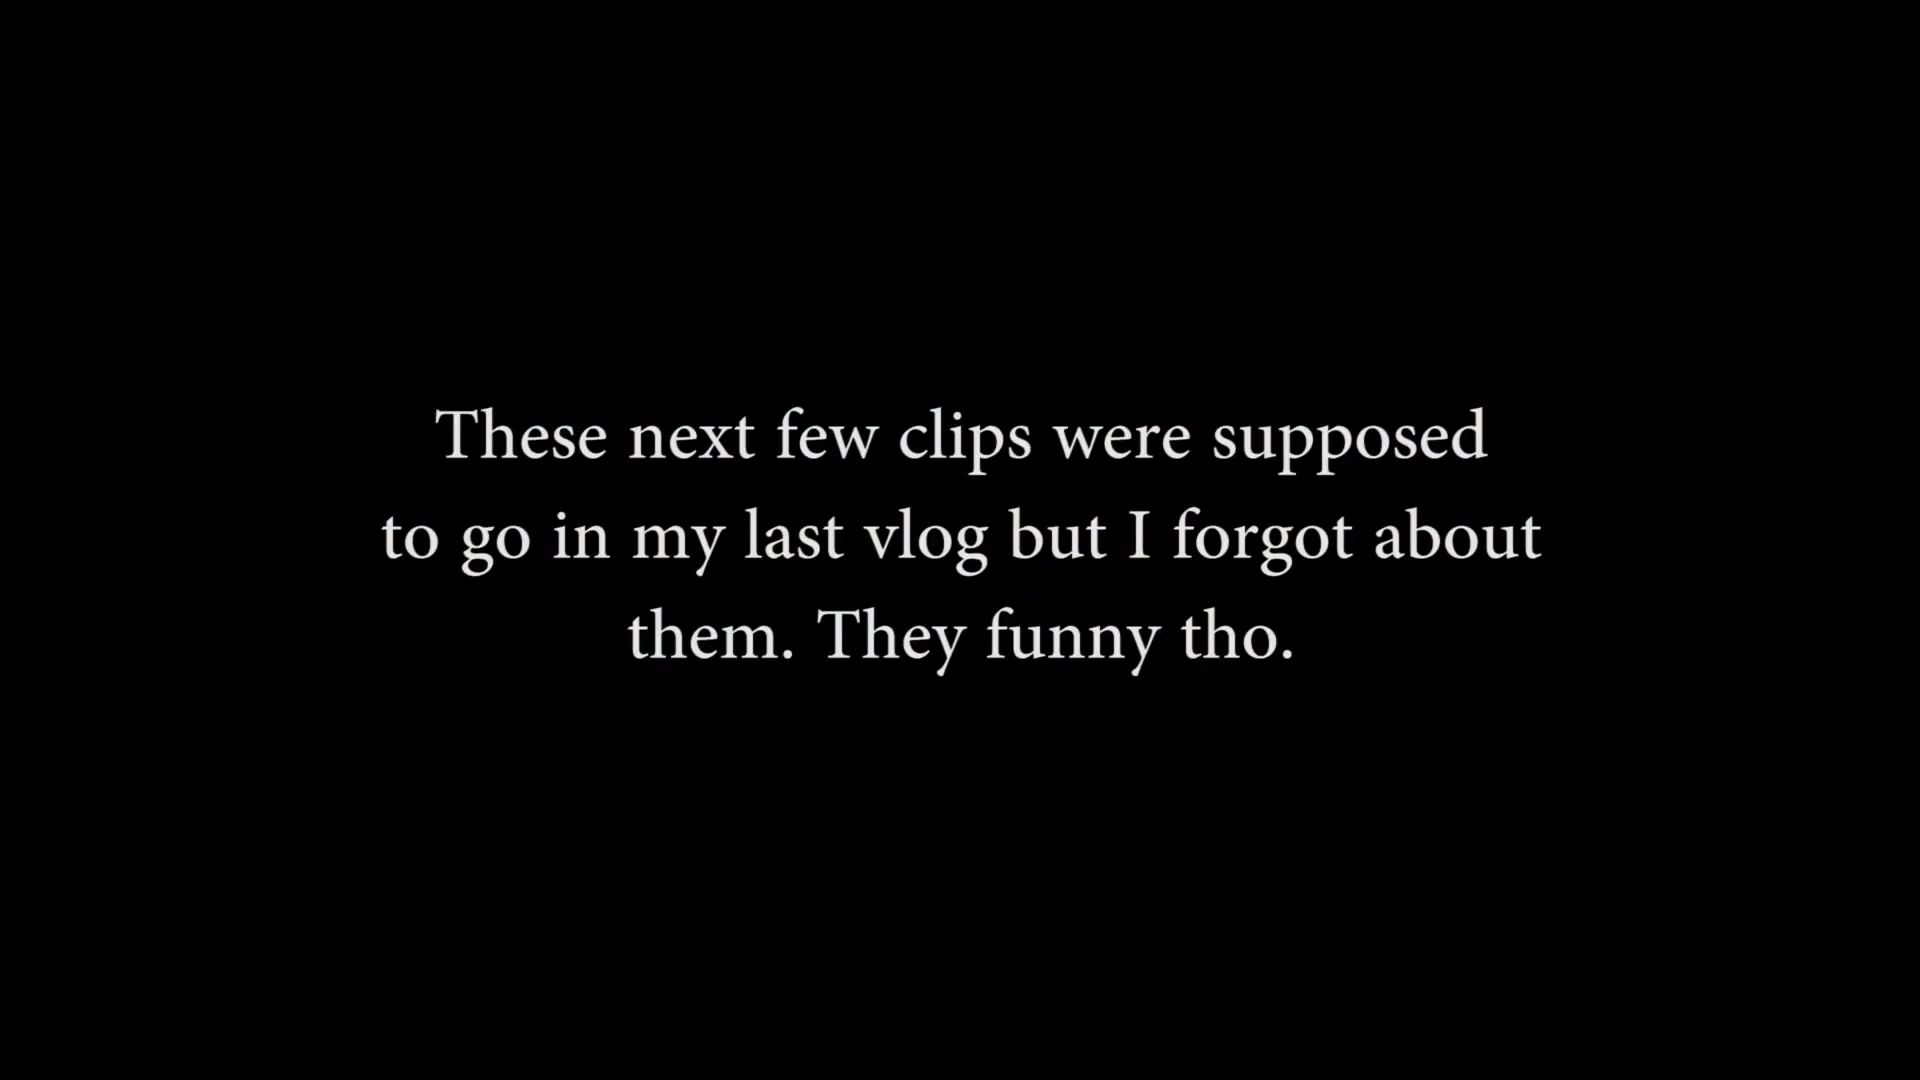 These next few clips were supposed
to go in my last vlog but I forgot about
them. They funny tho.